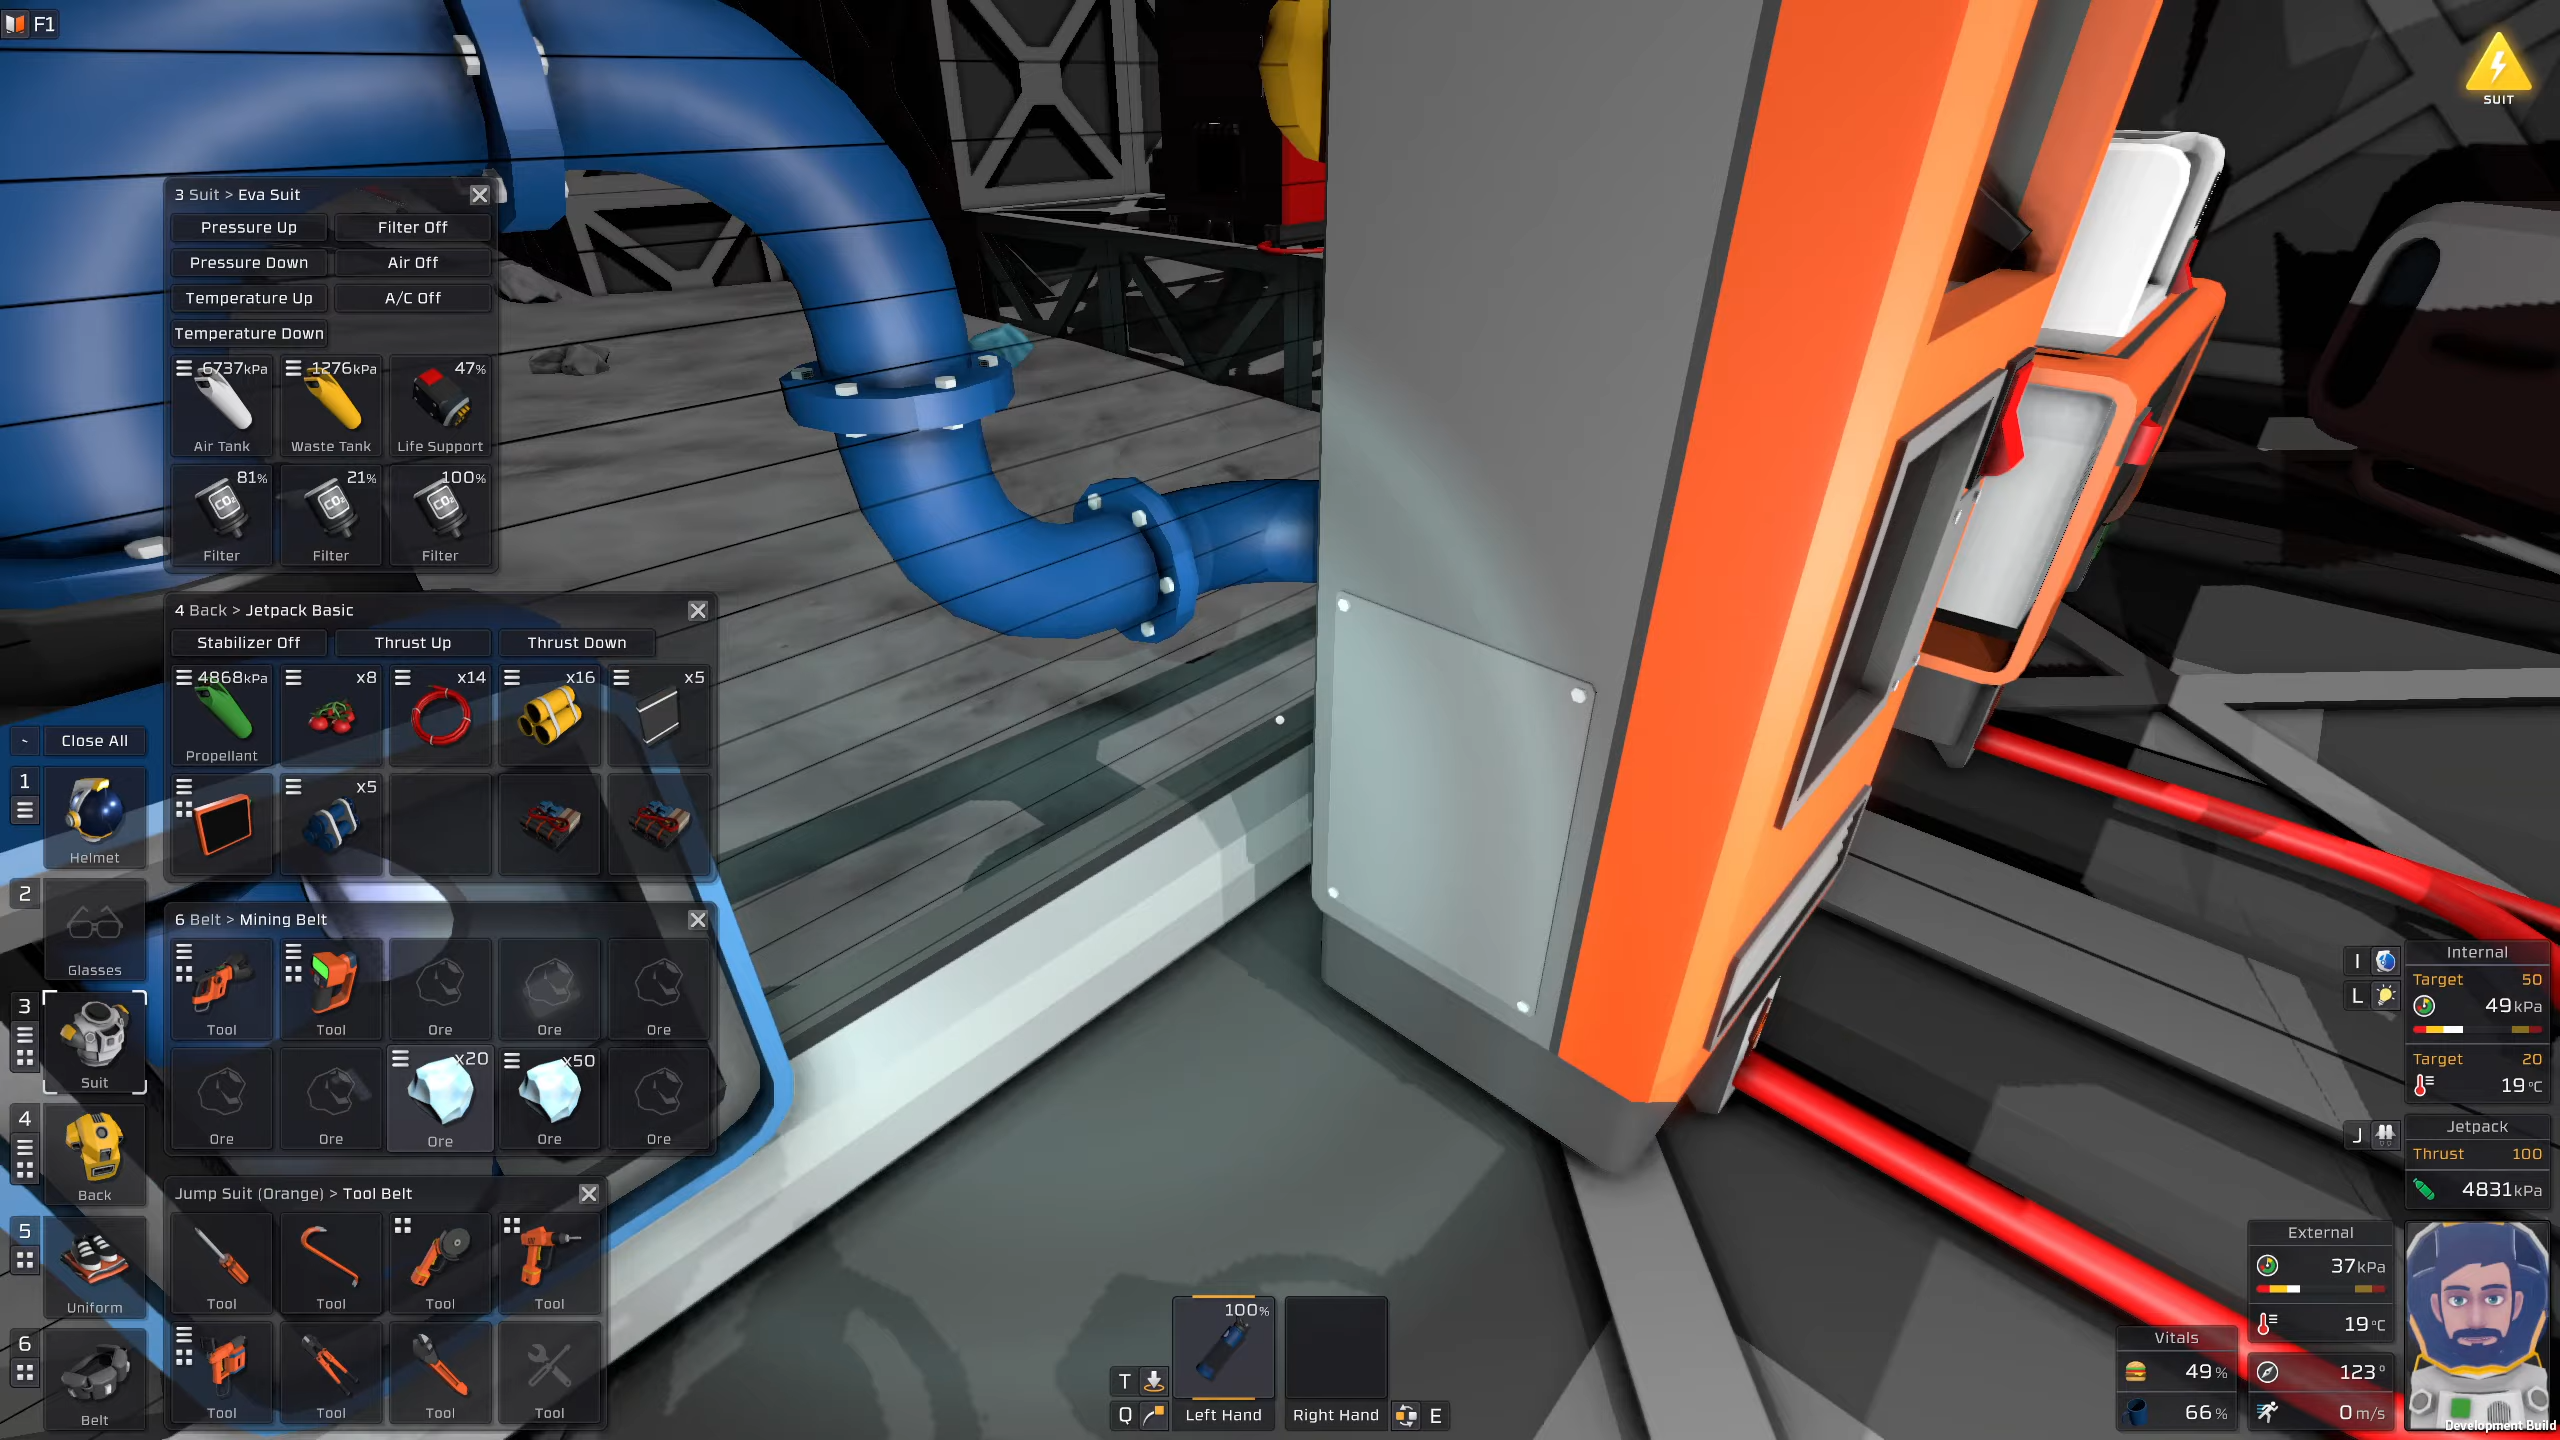 F1
SUIT
3 Suit > Eva Suit
Pressure Up
Filter Off
Pressure Down
Air Off
Temperature Up
A/C Off
Temperature Down
6737kPa
Air Tank
1276kPa
Waste Tank
47%
Life Support
81%
CO₂
Filter
21%
CO₂
Filter
100%
CO₂
Filter
4 Back > Jetpack Basic
Stabilizer Off
Thrust Up
Thrust Down
4868kPa
Propellant
x8
x14
x16
x5
x5
6 Belt > Mining Belt
Tool
Tool
Ore
Ore
Ore
Ore
Ore
x20
Ore
x50
Ore
Ore
Jump Suit (Orange) > Tool Belt
Tool
Tool
Tool
Tool
Tool
Tool
Tool
Tool
~
Close All
1
Helmet
2
Glasses
3
Suit
4
Back
5
Uniform
6
Belt
100%
T
Q
Left Hand
Right Hand
E
I
L
Internal
Target 50
49kPa
Target 20
19°C
J
Jetpack
Thrust 100
4831kPa
External
37kPa
19°C
Vitals
49%
66%
123°
0m/s
Development Build